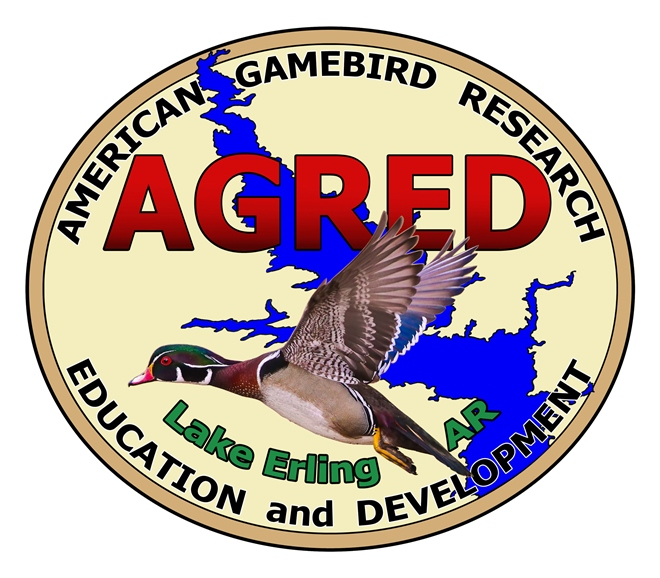 AMERICAN GAMEBIRD RESEARCH
AGRED
Lake Erling AR
EDUCATION and DEVELOPMENT